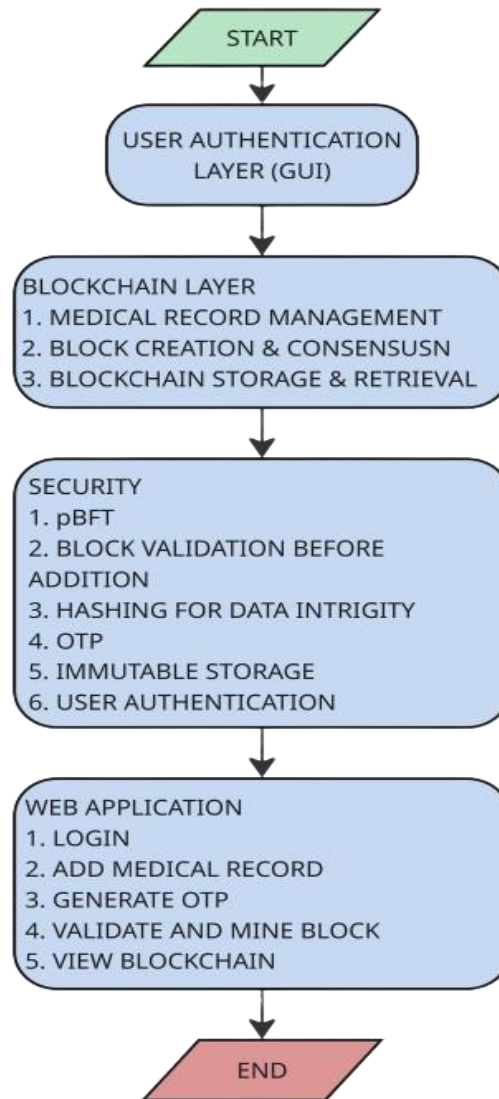 START
USER AUTHENTICATION
LAYER (GUI)
BLOCKCHAIN LAYER
1. MEDICAL RECORD MANAGEMENT
2. BLOCK CREATION & CONSENSUSN
3. BLOCKCHAIN STORAGE & RETRIEVAL
SECURITY
1. pBFT
2. BLOCK VALIDATION BEFORE
ADDITION
3. HASHING FOR DATA INTRIGITY
4. OTP
5. IMMUTABLE STORAGE
6. USER AUTHENTICATION
WEB APPLICATION
1. LOGIN
2. ADD MEDICAL RECORD
3. GENERATE OTP
4. VALIDATE AND MINE BLOCK
5. VIEW BLOCKCHAIN
END